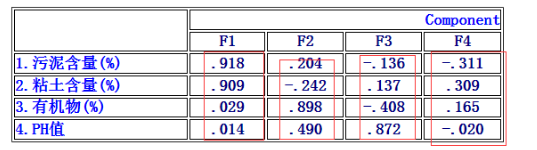 Component
F1 F2 F3 F4
1.污泥含量(%) .918 .204 -.136 -.311
2.粘土含量(%) .909 -.242 .137 .309
3.有机物(%) .029 .898 -.408 .165
4.PH值 .014 .490 .872 -.020